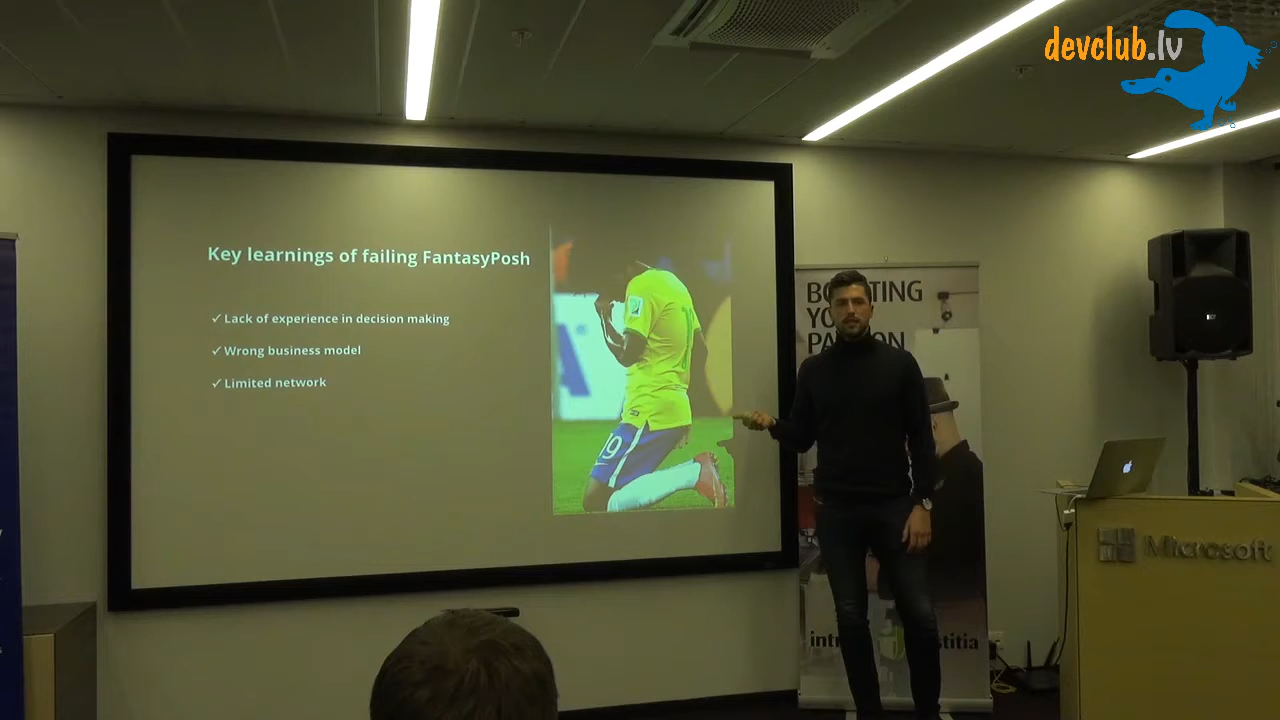 devclub.lv
Key learnings of failing FantasyPosh
✓ Lack of experience in decision making
✓ Wrong business model
✓ Limited network
19
Microsoft